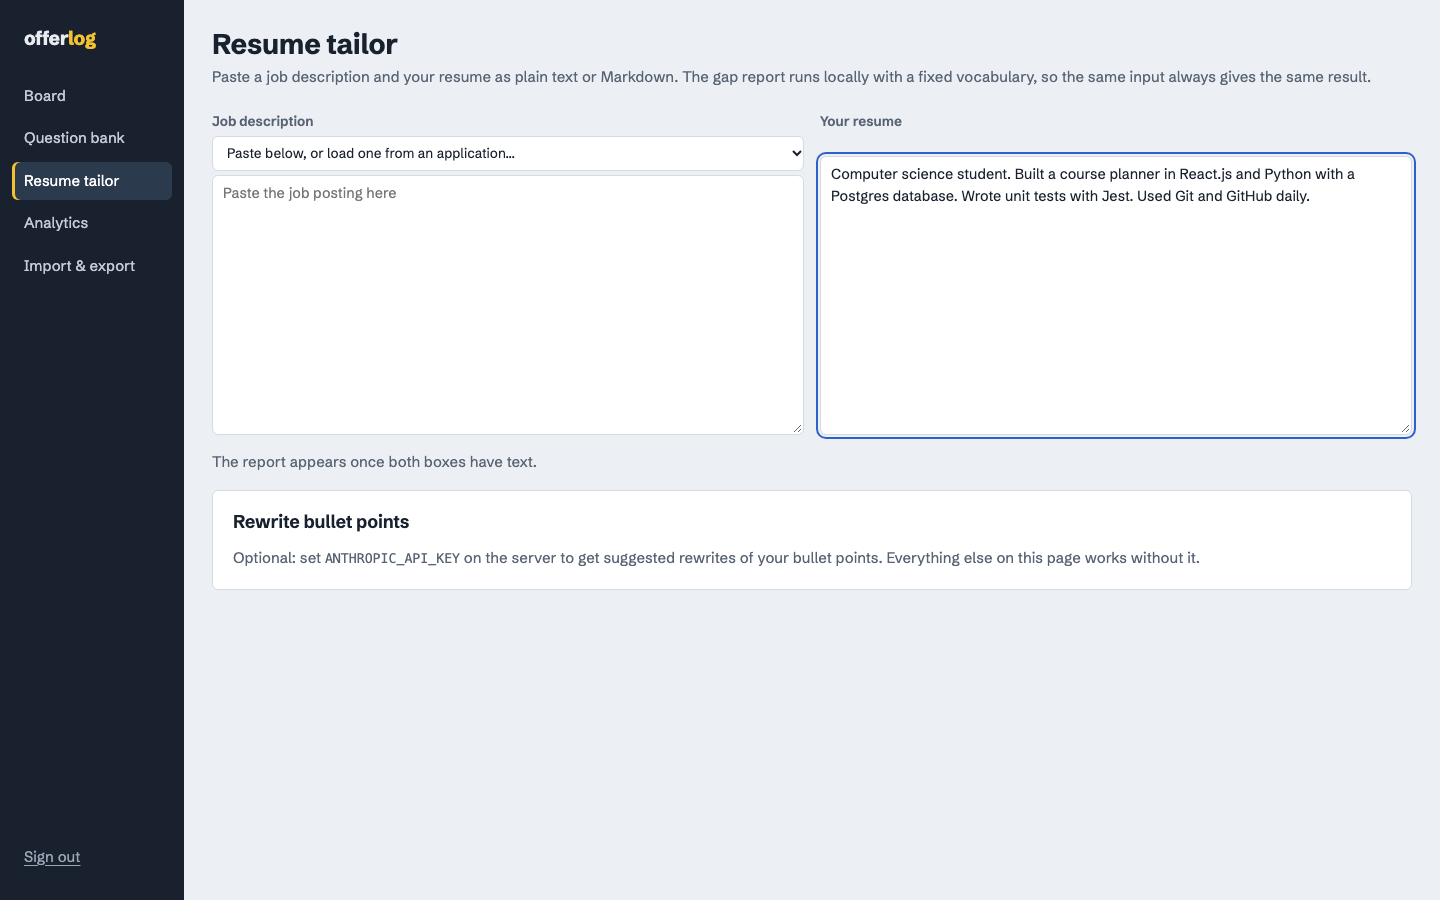 offerlog
Board
Question bank
Resume tailor
Analytics
Import & export
Sign out
Resume tailor
Paste a job description and your resume as plain text or Markdown. The gap report runs locally with a fixed vocabulary, so the same input always gives the same result.
Job description
Paste below, or load one from an application...
Paste the job posting here
Your resume
Computer science student. Built a course planner in React.js and Python with a
Postgres database. Wrote unit tests with Jest. Used Git and GitHub daily.
The report appears once both boxes have text.
Rewrite bullet points
Optional: set ANTHROPIC_API_KEY on the server to get suggested rewrites of your bullet points. Everything else on this page works without it.